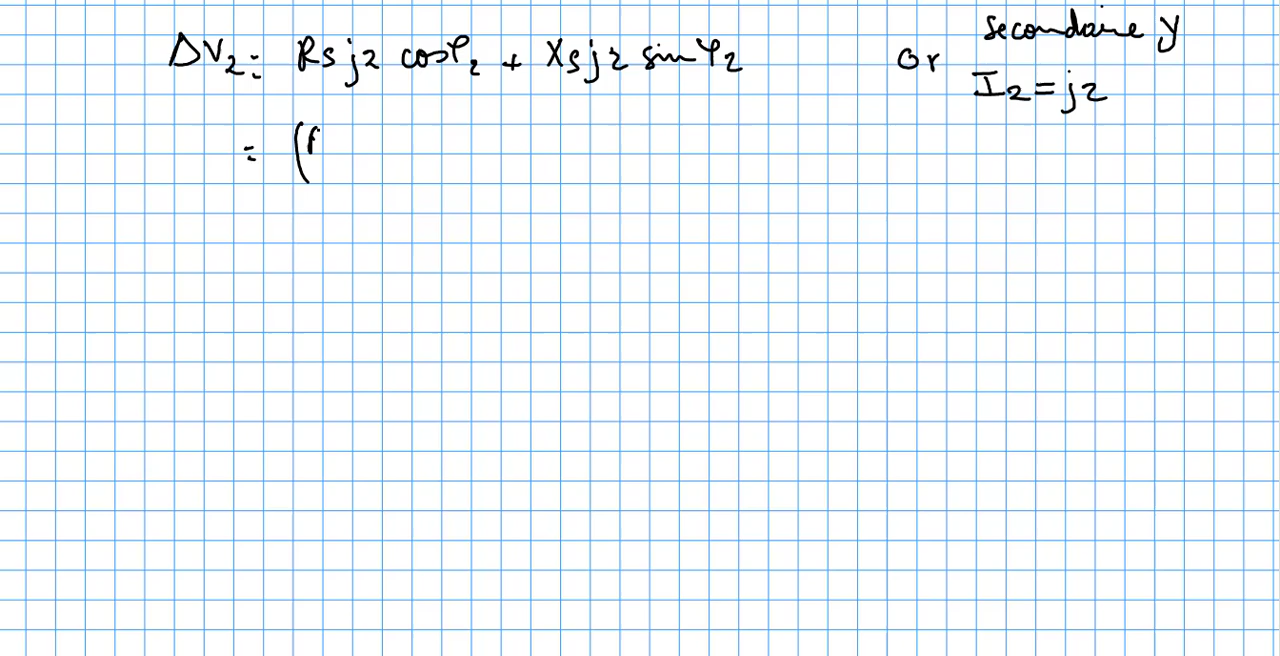 ΔV₂ = Rs j2 cosφ₂ + Xs j2 sinφ2
or secondaire y
I2 = j2
= (